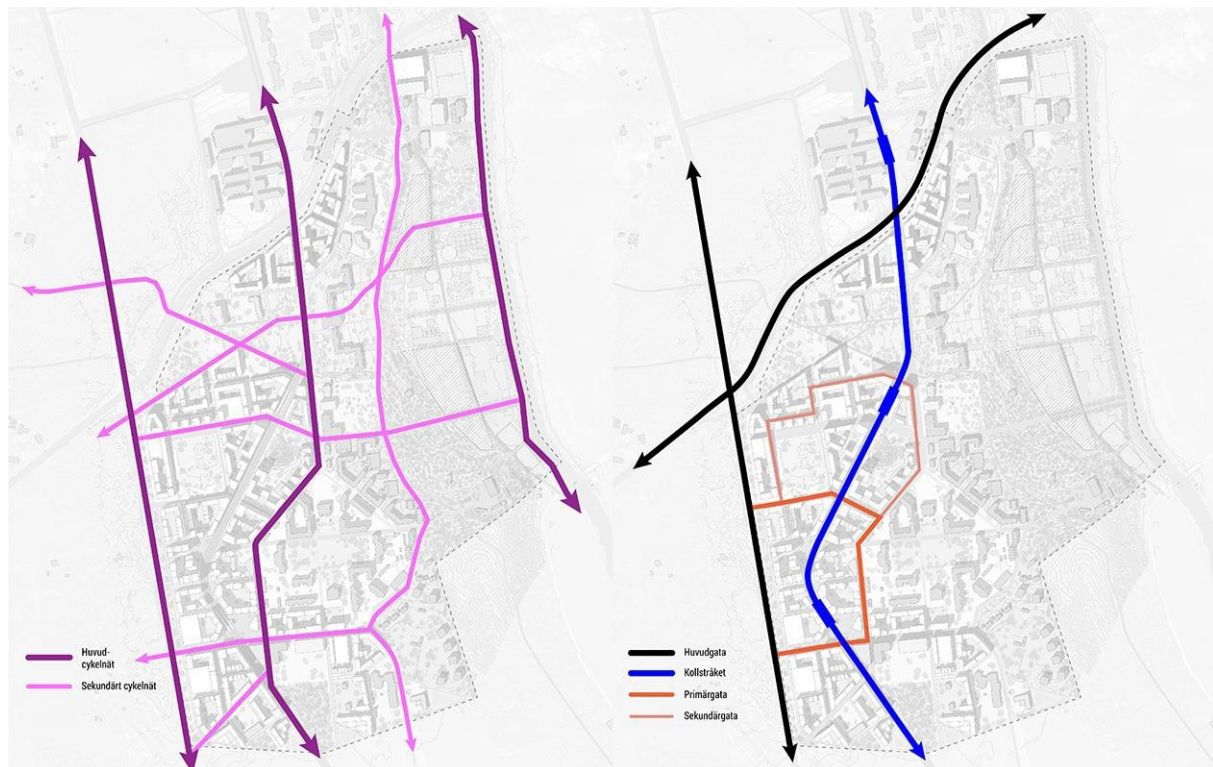 Huvud-
cykelnät
Sekundärt cykelnät
Huvudgata
Kollstråket
Primärgata
Sekundärgata